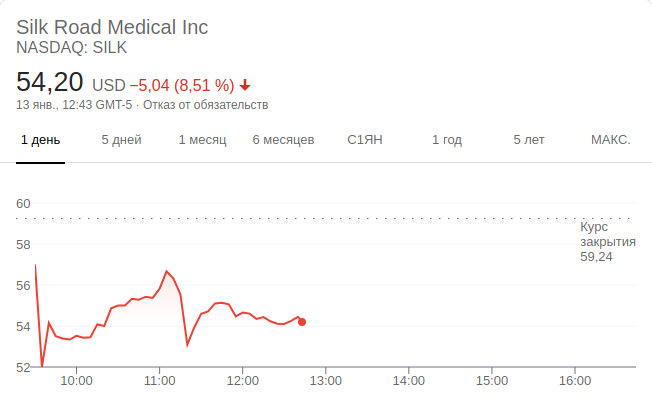 Silk Road Medical Inc
NASDAQ: SILK
54,20 USD −5,04 (8,51 %)
13 янв., 12:43 GMT-5 · Отказ от обязательств
1 день 5 дней 1 месяц 6 месяцев С1ЯН 1 год 5 лет МАКС.
60
Курс
закрытия
59,24
58
56
54
52
10:00 11:00 12:00 13:00 14:00 15:00 16:00